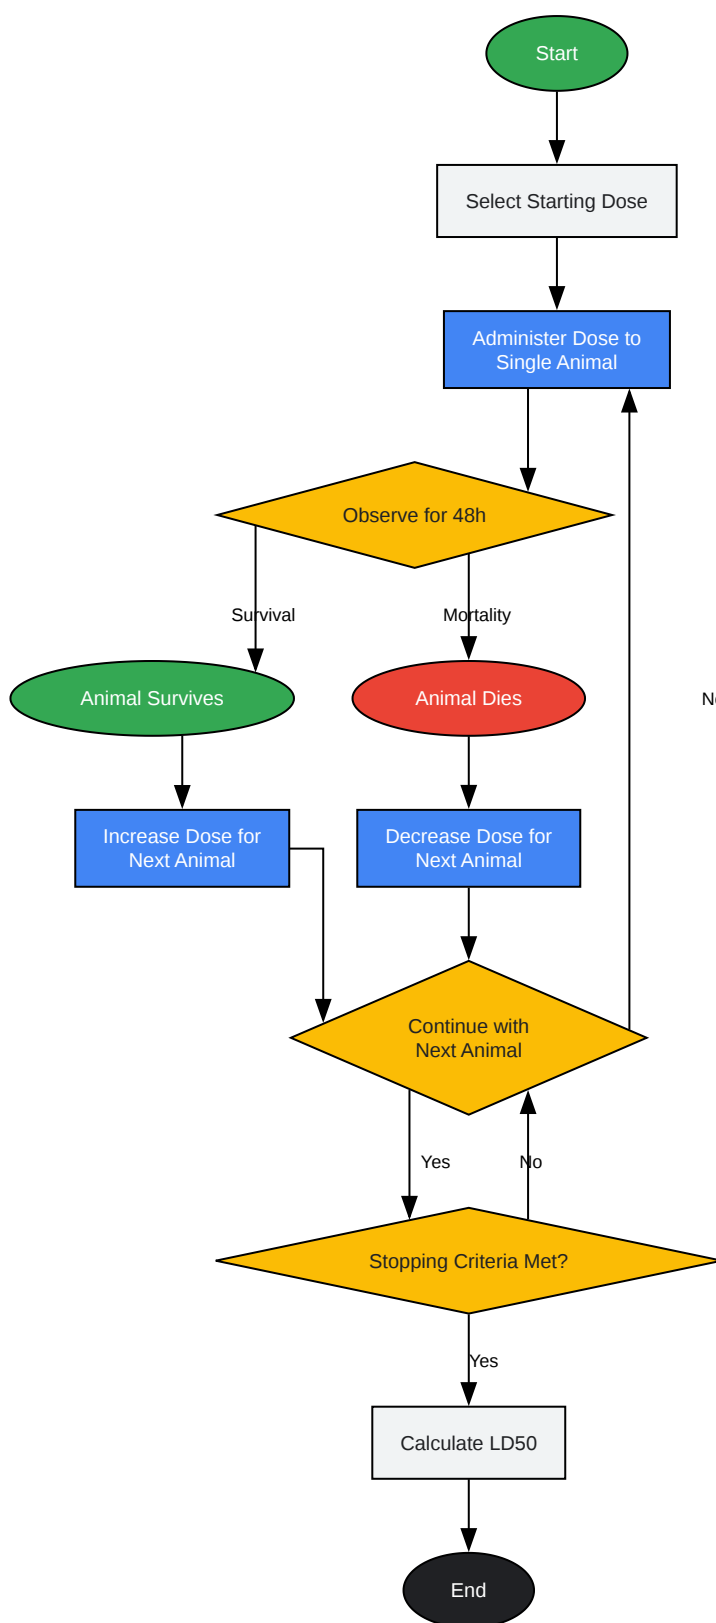 Start
Select Starting Dose
Administer Dose to
Single Animal
Observe for 48h
Survival
Mortality
Animal Survives
Animal Dies
Increase Dose for
Next Animal
Decrease Dose for
Next Animal
Continue with
Next Animal
Yes
No
Stopping Criteria Met?
Yes
Calculate LD50
End